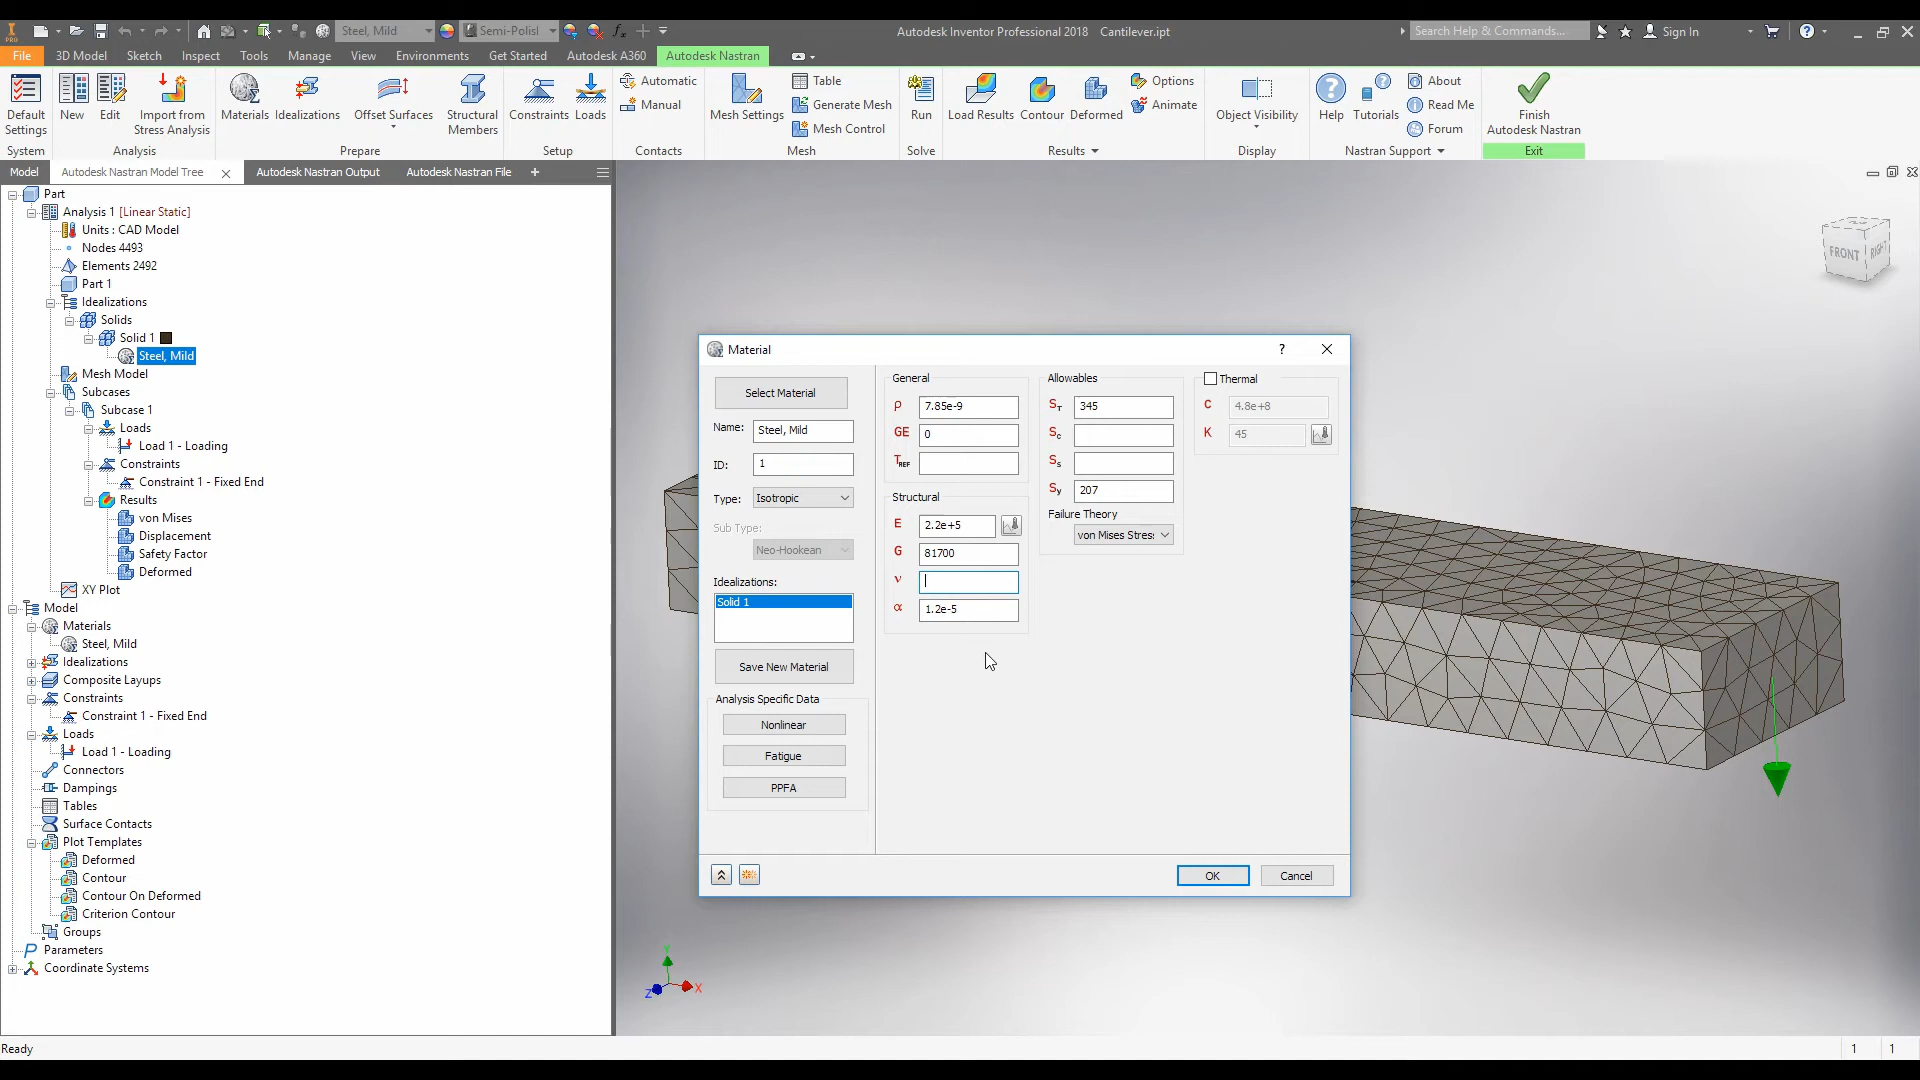 Steel, Mild
Semi-Polisl
Autodesk Inventor Professional 2018 Cantilever.ipt
Search Help & Commands...
Sign In
File
3D Model
Sketch
Inspect
Tools
Manage
View
Environments
Get Started
Autodesk A360
Autodesk Nastran
Default Settings
New
Edit
Import from Stress Analysis
Materials
Idealizations
Offset Surfaces
Structural Members
Constraints
Loads
Automatic
Manual
Mesh Settings
Table
Generate Mesh
Mesh Control
Run
Load Results
Contour
Deformed
Options
Animate
Object Visibility
Help
Tutorials
About
Read Me
Forum
Finish Autodesk Nastran
System
Analysis
Prepare
Setup
Contacts
Mesh
Solve
Results
Display
Nastran Support
Exit
Model
Autodesk Nastran Model Tree
Autodesk Nastran Output
Autodesk Nastran File
Part
Analysis 1 [Linear Static]
Units : CAD Model
Nodes 4493
Elements 2492
Part 1
Idealizations
Solids
Solid 1
Steel, Mild
Mesh Model
Subcases
Subcase 1
Loads
Load 1 - Loading
Constraints
Constraint 1 - Fixed End
Results
von Mises
Displacement
Safety Factor
Deformed
XY Plot
Model
Materials
Steel, Mild
Idealizations
Composite Layups
Constraints
Constraint 1 - Fixed End
Loads
Load 1 - Loading
Connectors
Dampings
Tables
Surface Contacts
Plot Templates
Deformed
Contour
Contour On Deformed
Criterion Contour
Groups
Parameters
Coordinate Systems
Material
?
Select Material
Name: Steel, Mild
ID: 1
Type: Isotropic
Sub Type:
Neo-Hookean
Idealizations:
Solid 1
Save New Material
Analysis Specific Data
Nonlinear
Fatigue
PPFA
General
ρ 7.85e-9
GE 0
TREF
Structural
E 2.2e+5
G 81700
ν
α 1.2e-5
Allowables
ST 345
Sc
Ss
Sy 207
Failure Theory
von Mises Stres:
Thermal
C 4.8e+8
K 45
OK
Cancel
FRONT
RIGHT
Y
Z
X
Ready
1
1